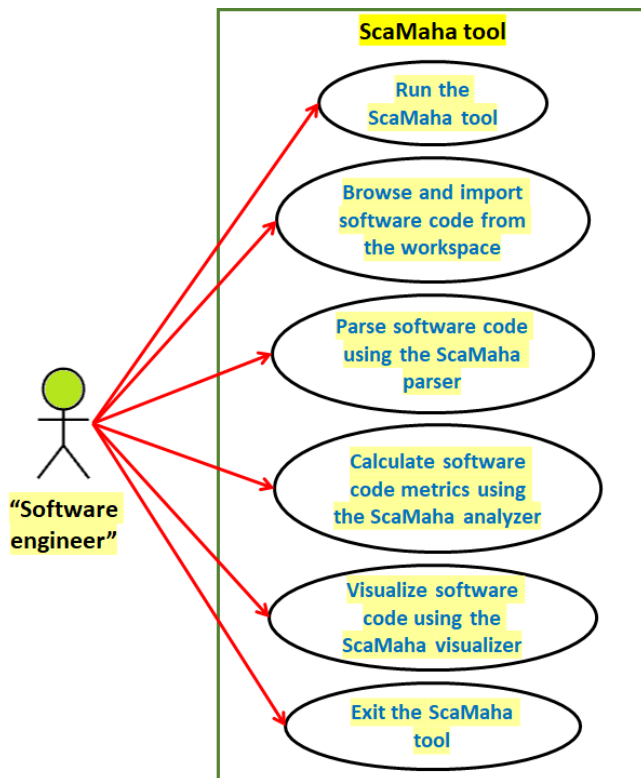 ScaMaha tool
Run the
ScaMaha tool
Browse and import
software code from
the workspace
Parse software code
using the ScaMaha
parser
Calculate software
code metrics using
the ScaMaha analyzer
Visualize software
code using the
ScaMaha visualizer
Exit the ScaMaha
tool
“Software
engineer”